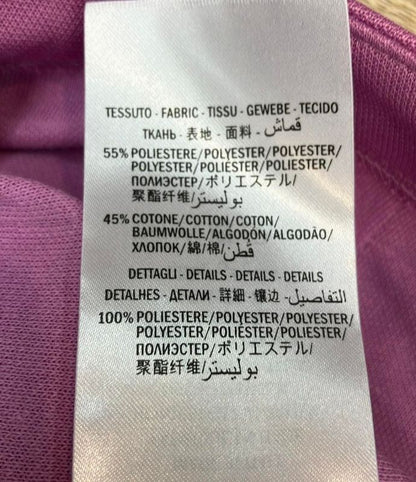 TESSUTO - FABRIC - TISSU - GEWEBE - TECIDO
ТКАНЬ - 表地 - 面料 - قماش
55% POLIESTERE/POLYESTER/POLYESTER/
POLYESTER/POLIÉSTER/POLIESTER/
ПОЛИЭСТЕР/ポリエステル/
聚酯纤维/بوليستر
45% COTONE/COTTON/COTON/
BAUMWOLLE/ALGODÓN/ALGODÃO/
ХЛОПОК/綿/棉/قطن
DETTAGLI - DETAILS - DETAILS - DETAILS
DETALHES - ДЕТАЛИ - 詳細 - 镶边 - التفاصيل
100% POLIESTERE/POLYESTER/POLYESTER/
POLYESTER/POLIÉSTER/POLIESTER/
ПОЛИЭСТЕР/ポリエステル/
聚酯纤维/بوليستر